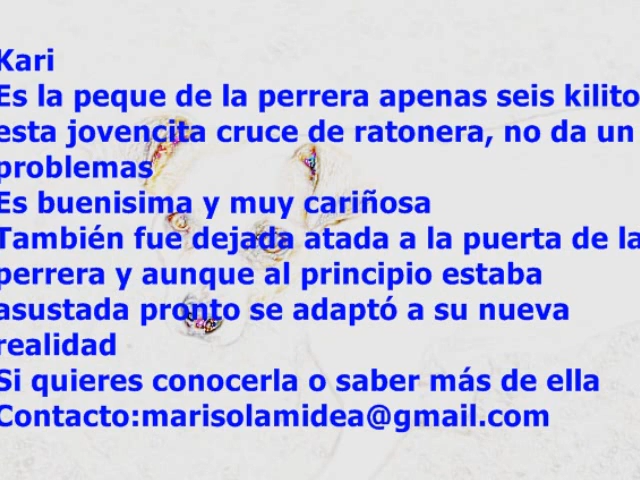 Kari
Es la peque de la perrera apenas seis kilito
esta jovencita cruce de ratonera, no da un
problemas
Es buenisima y muy cariñosa
También fue dejada atada a la puerta de la
perrera y aunque al principio estaba
asustada pronto se adaptó a su nueva
realidad
Si quieres conocerla o saber más de ella
Contacto:marisolamidea@gmail.com